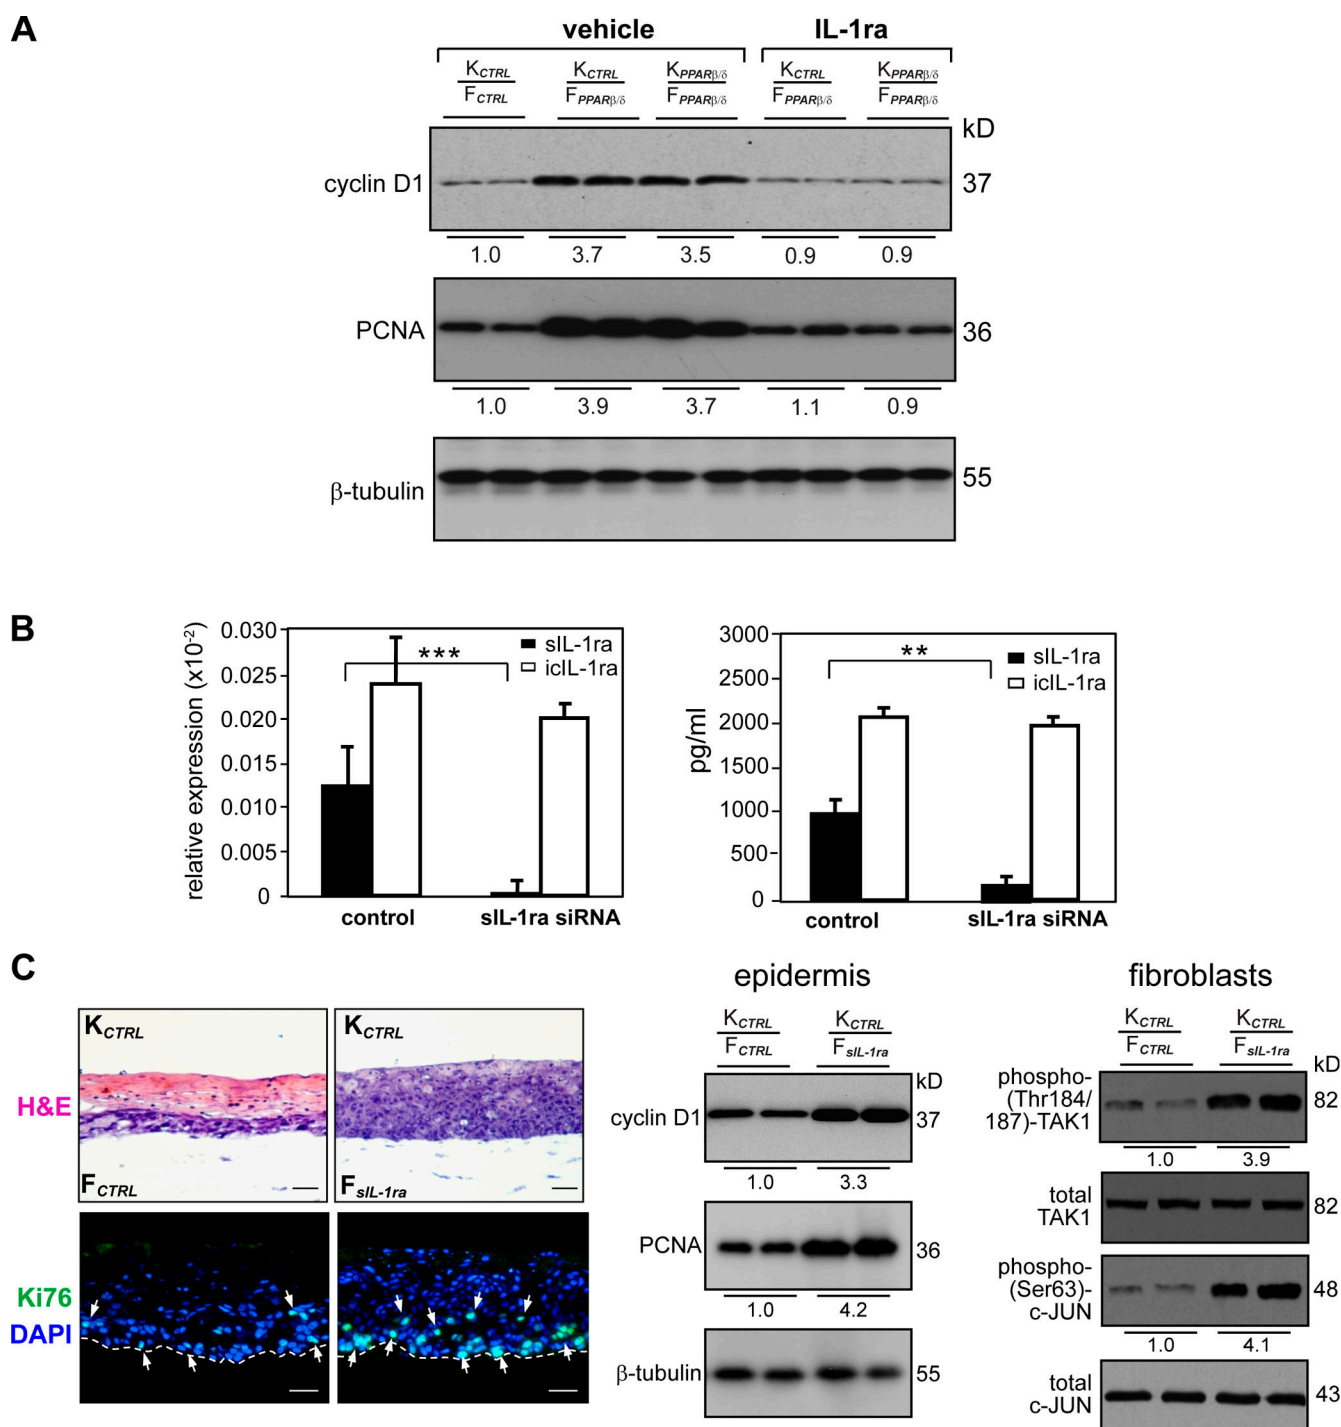 A
vehicle IL-1ra
KCTRL KCTRL KPPARβ/δ KCTRL KPPARβ/δ
FCTRL FPPARβ/δ FPPARβ/δ FPPARβ/δ FPPARβ/δ
kD
cyclin D1 37
1.0 3.7 3.5 0.9 0.9
PCNA 36
1.0 3.9 3.7 1.1 0.9
β-tubulin 55
B
relative expression (x10-2)
0.030
0.025
0.020
0.015
0.010
0.005
0
***
sIL-1ra
icIL-1ra
control sIL-1ra siRNA
pg/ml
3000
2500
2000
1500
1000
500
0
**
sIL-1ra
icIL-1ra
control sIL-1ra siRNA
C
H&E
KCTRL KCTRL
FCTRL FsIL-1ra
Ki76
DAPI
epidermis
KCTRL KCTRL
FCTRL FsIL-1ra
kD
cyclin D1 37
1.0 3.3
PCNA 36
1.0 4.2
β-tubulin 55
fibroblasts
KCTRL KCTRL
FCTRL FsIL-1ra
kD
phospho-
(Thr184/ 82
187)-TAK1
1.0 3.9
total
TAK1 82
phospho-
(Ser63)- 48
c-JUN
1.0 4.1
total
c-JUN 43